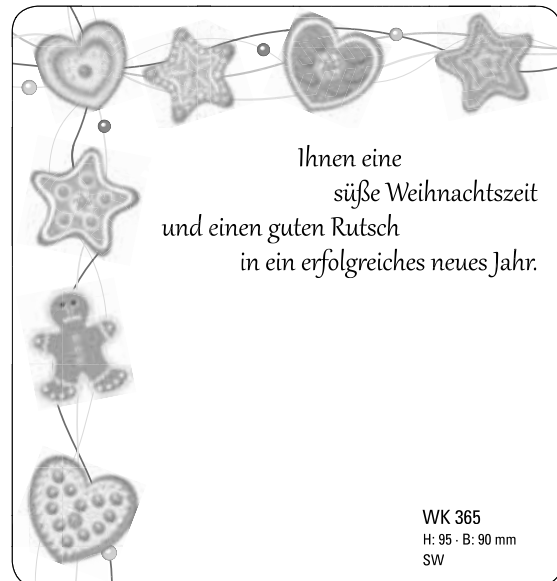 Ihnen eine
süße Weihnachtszeit
und einen guten Rutsch
in ein erfolgreiches neues Jahr.
WK 365
H: 95 · B: 90 mm
SW